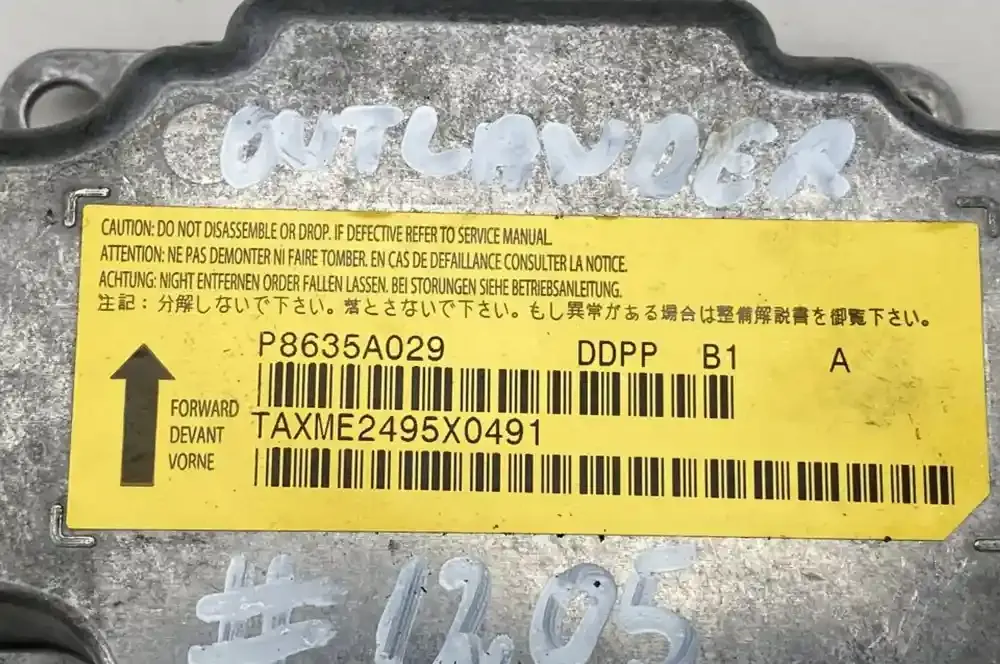 OUTLANDER
CAUTION: DO NOT DISASSEMBLE OR DROP. IF DEFECTIVE REFER TO SERVICE MANUAL.
ATTENTION: NE PAS DEMONTER NI FAIRE TOMBER. EN CAS DE DEFAILLANCE CONSULTER LA NOTICE.
ACHTUNG: NIGHT ENTFERNEN ORDER FALLEN LASSEN. BEI STORUNGEN SIEHE BETRIEBSANLEITUNG.
注記：分解しないで下さい。落とさないで下さい。もし異常がある場合は整備解説書を御覧下さい。
P8635A029 DDPP B1 A
FORWARD
DEVANT
VORNE
TAXME2495X0491
#1205